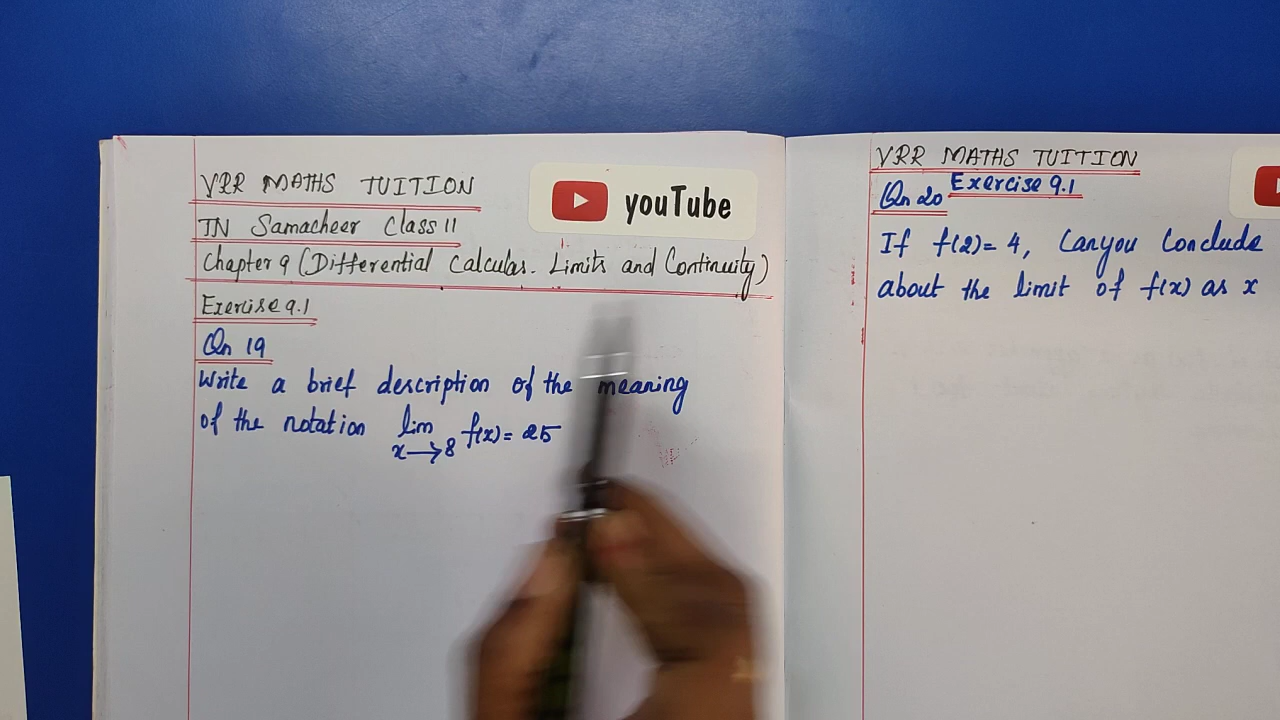 VRR MATHS TUITION
TN Samacheer Class 11
Chapter 9 (Differential Calculas. Limits and Continuity)
Exercise 9.1
Qn 19
Write a brief description of the meaning
of the notation lim f(x) = 25
x→8
youTube
VRR MATHS TUITION
Qn 20 Exercise 9.1
If f(2) = 4, Can you Conclude
about the limit of f(x) as x